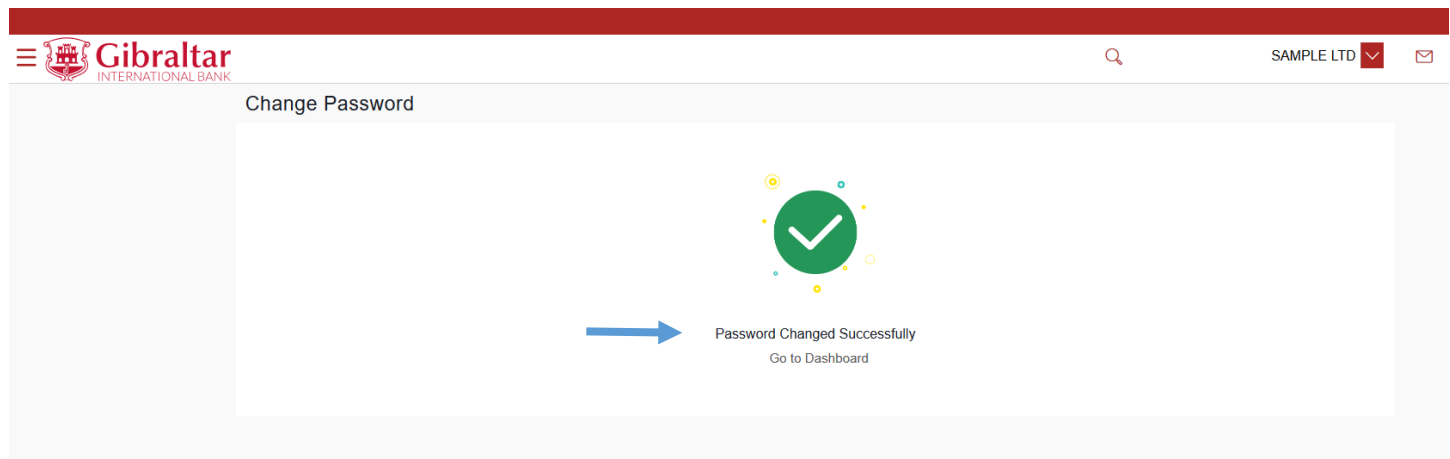 Gibraltar
INTERNATIONAL BANK
SAMPLE LTD
Change Password
Password Changed Successfully
Go to Dashboard